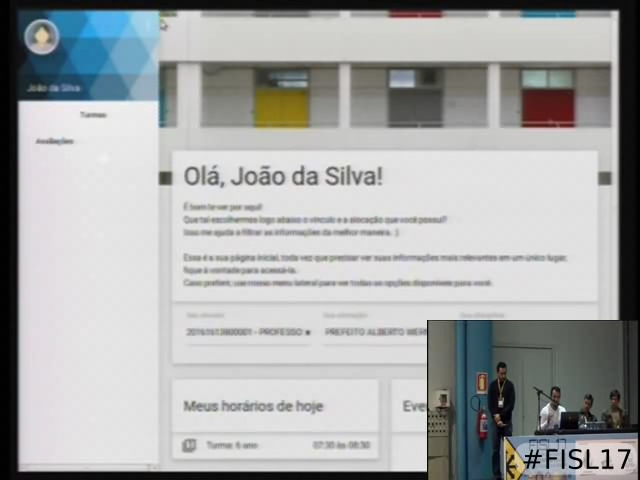 João da Silva
Turmas
Avaliações
Olá, João da Silva!
É bom te ver por aqui!
Que tal escolhermos logo abaixo o vínculo e a alocação que você possui?
Isso me ajuda a filtrar as informações da melhor maneira. :)
Essa é a sua página inicial, toda vez que precisar ver suas informações mais relevantes em um único lugar,
fique à vontade para acessá-la.
Caso prefira, use nosso menu lateral para ver todas as opções disponíveis para você.
PROFESSO
PREFEITO ALBERTO WERN
Meus horários de hoje
Eve
Turma: 6 ano
07:30 às 08:30
FISL17
#FISL17